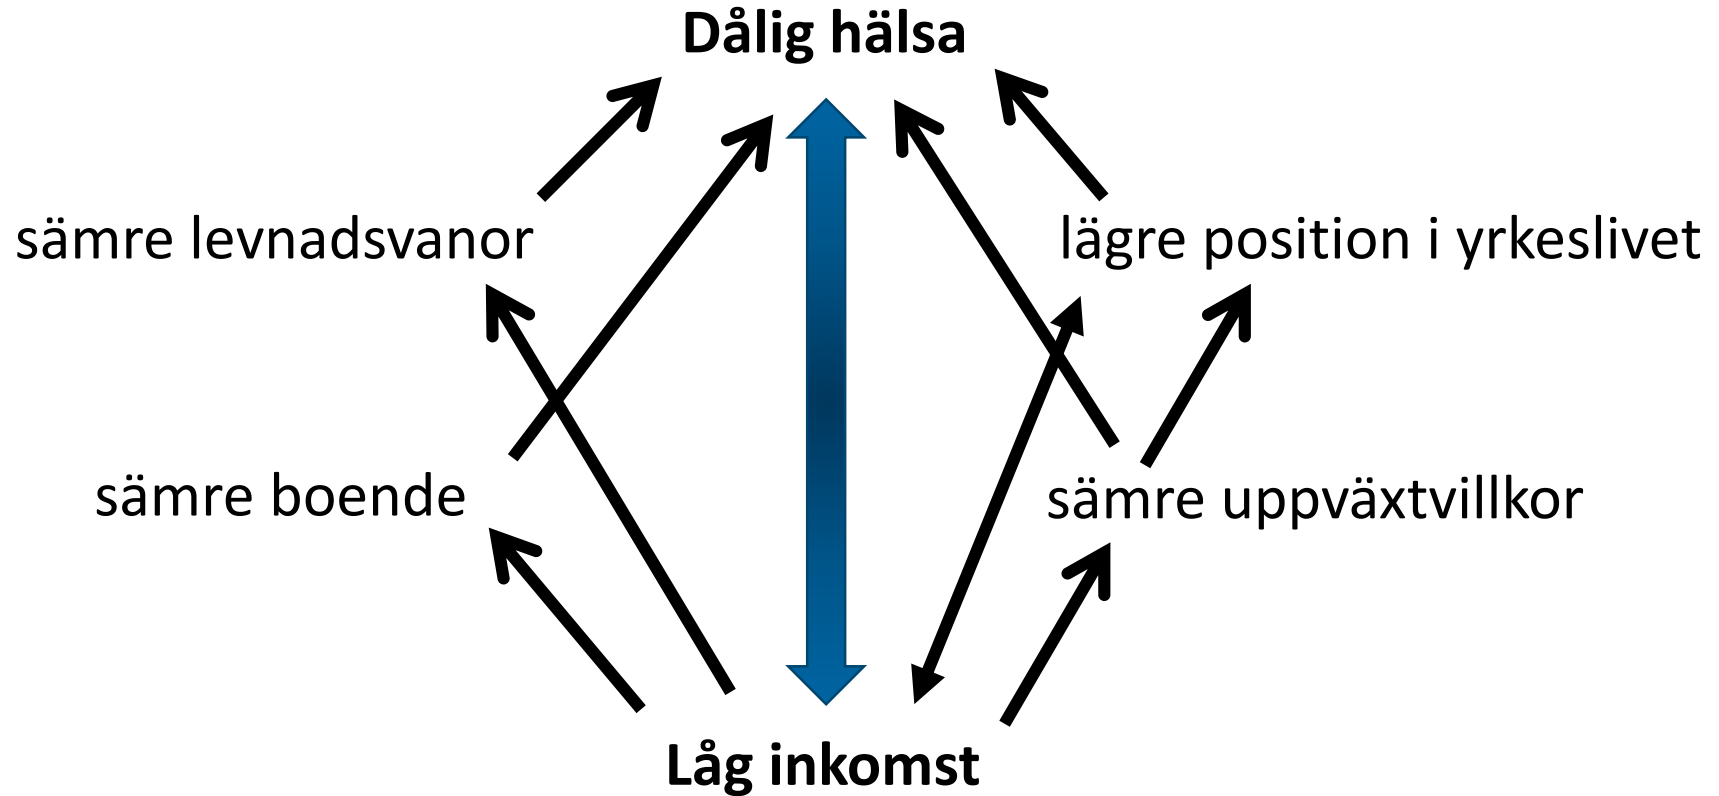 Dålig hälsa
sämre levnadsvanor
lägre position i yrkeslivet
sämre boende
sämre uppväxtvillkor
Låg inkomst